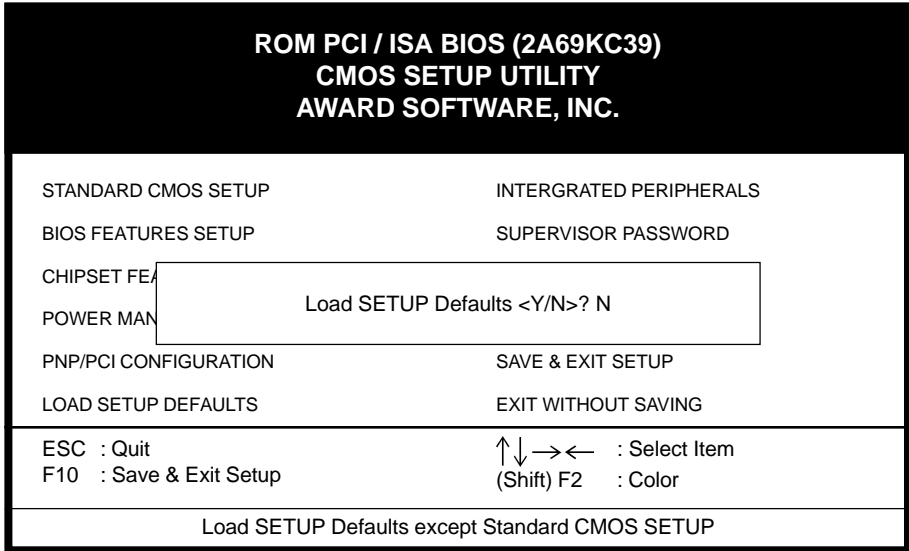 ROM PCI / ISA BIOS (2A69KC39)
CMOS SETUP UTILITY
AWARD SOFTWARE, INC.
STANDARD CMOS SETUP
INTERGRATED PERIPHERALS
BIOS FEATURES SETUP
SUPERVISOR PASSWORD
CHIPSET FEA
Load SETUP Defaults <Y/N>? N
POWER MAN
PNP/PCI CONFIGURATION
SAVE & EXIT SETUP
LOAD SETUP DEFAULTS
EXIT WITHOUT SAVING
ESC : Quit
↑↓→← : Select Item
F10 : Save & Exit Setup
(Shift) F2 : Color
Load SETUP Defaults except Standard CMOS SETUP